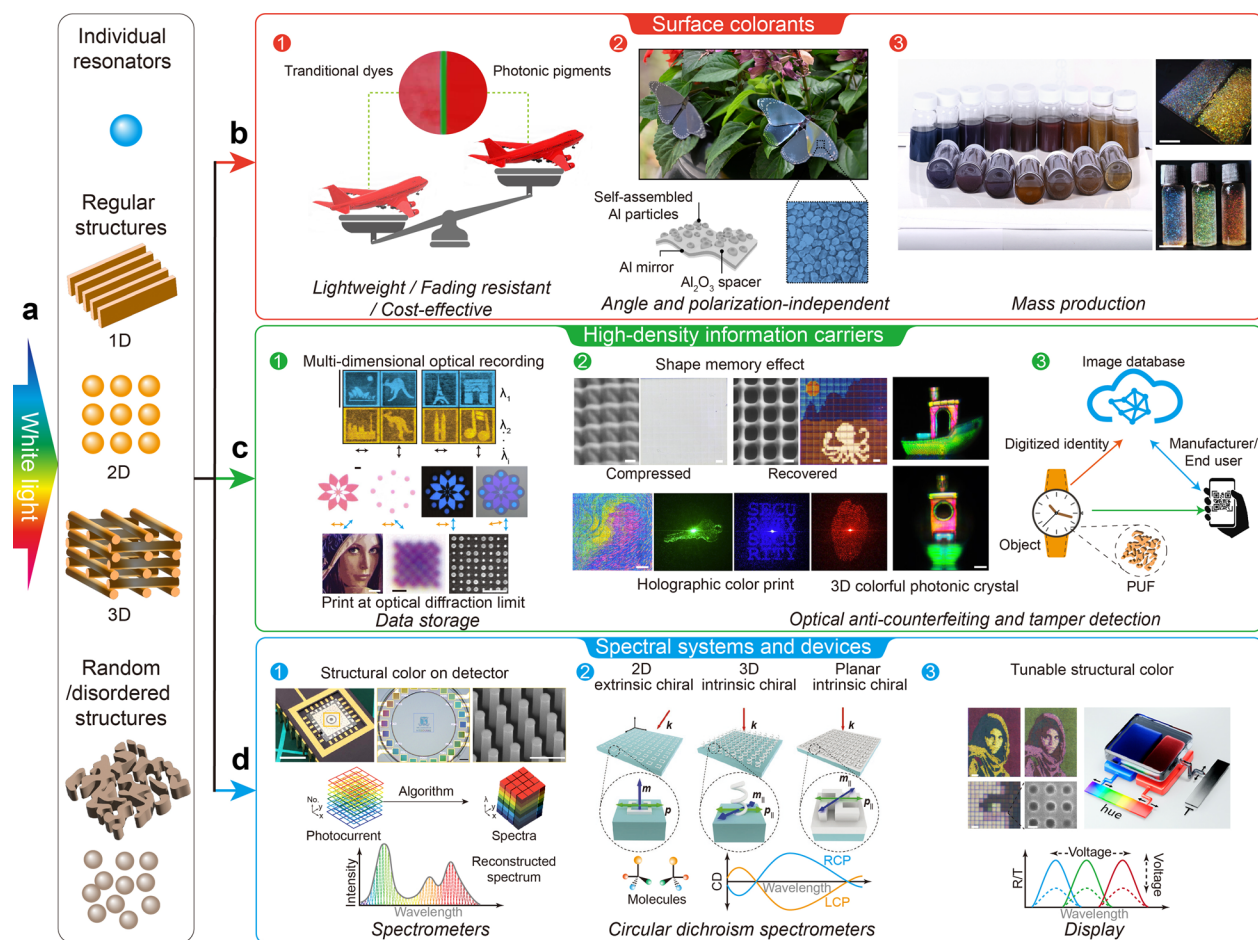 a
White light
Individual
resonators
Regular
structures
1D
2D
3D
Random
/disordered
structures
b
Surface colorants
1
Tranditional dyes
Photonic pigments
Lightweight / Fading resistant
/ Cost-effective
2
Self-assembled
Al particles
Al mirror
Al₂O₃ spacer
Angle and polarization-independent
3
Mass production
c
High-density information carriers
1
Multi-dimensional optical recording
λ₁
λ₂
Print at optical diffraction limit
Data storage
2
Shape memory effect
Compressed
Recovered
SECU
RITY
SECU
RITY
Holographic color print
3D colorful photonic crystal
3
Image database
Digitized identity
Manufacturer/
End user
Object
PUF
Optical anti-counterfeiting and tamper detection
d
Spectral systems and devices
1
Structural color on detector
No.
y
x
Photocurrent
Algorithm
λ
y
x
Spectra
Intensity
Reconstructed
spectrum
Wavelength
Spectrometers
2
2D
extrinsic chiral
3D
intrinsic chiral
Planar
intrinsic chiral
k
k
k
m
p
m||
p||
m||
p||
Molecules
CD
RCP
Wavelength
LCP
Circular dichroism spectrometers
3
Tunable structural color
hue
T
R/T
Voltage
Voltage
Wavelength
Display